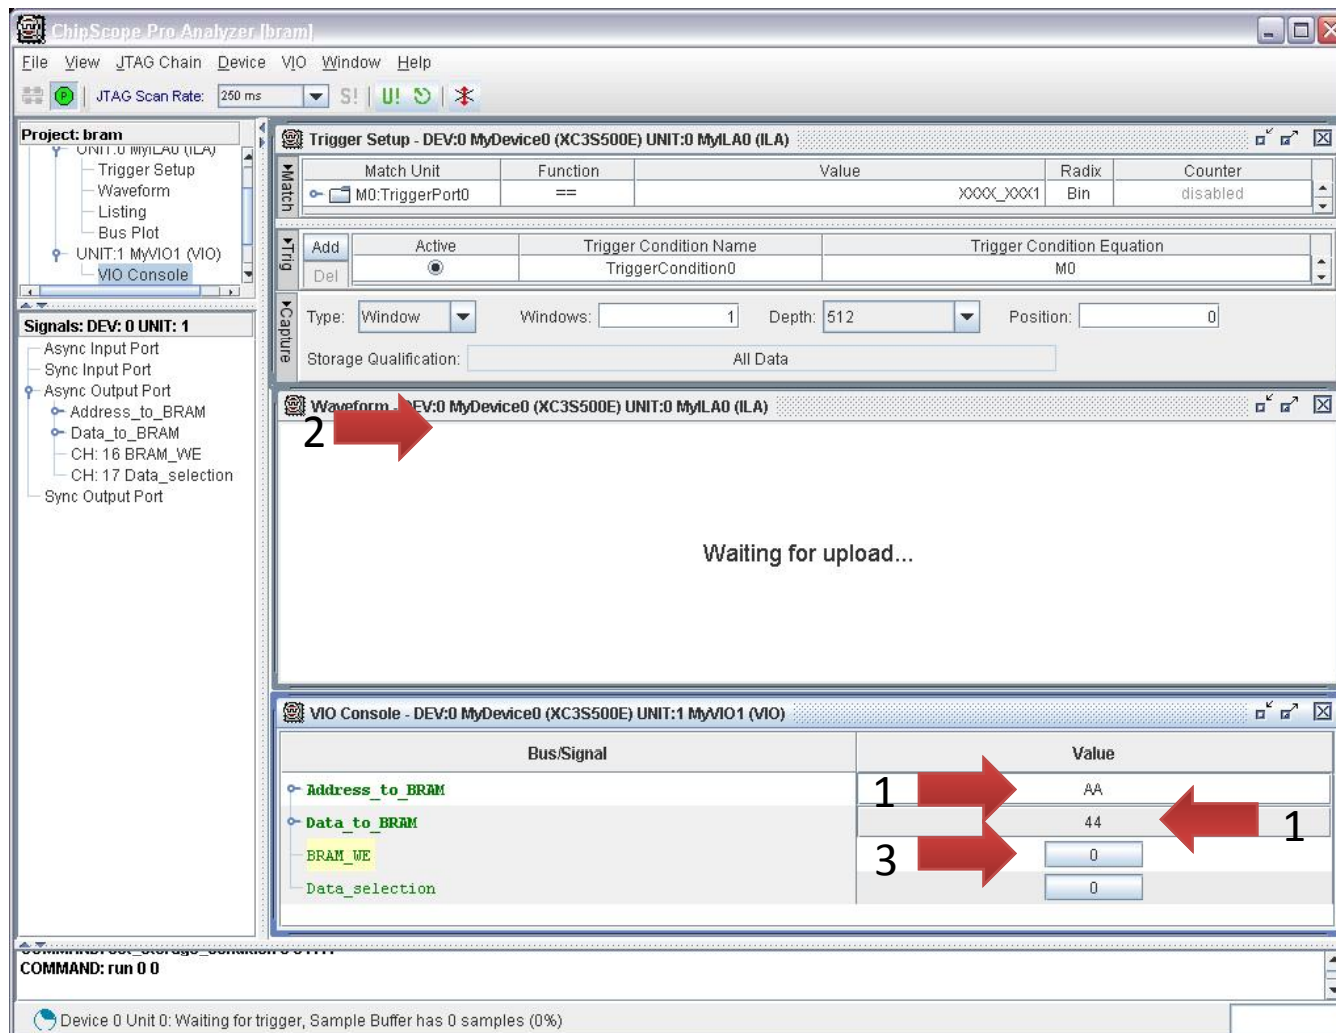 ChipScope Pro Analyzer [bram]
File View JTAG Chain Device VIO Window Help
JTAG Scan Rate: 250 ms S! U!
Project: bram
UNIT:0 MyILA0 (ILA)
Trigger Setup
Waveform
Listing
Bus Plot
UNIT:1 MyVIO1 (VIO)
VIO Console
Signals: DEV: 0 UNIT: 1
Async Input Port
Sync Input Port
Async Output Port
Address_to_BRAM
Data_to_BRAM
CH: 16 BRAM_WE
CH: 17 Data_selection
Sync Output Port
Trigger Setup - DEV:0 MyDevice0 (XC3S500E) UNIT:0 MyILA0 (ILA)
Match
Match Unit Function Value Radix Counter
M0:TriggerPort0 == XXXX_XXX1 Bin disabled
Trig
Add Active Trigger Condition Name Trigger Condition Equation
Del TriggerCondition0 M0
Capture
Type: Window Windows: 1 Depth: 512 Position: 0
Storage Qualification: All Data
Waveform - DEV:0 MyDevice0 (XC3S500E) UNIT:0 MyILA0 (ILA)
2
Waiting for upload...
VIO Console - DEV:0 MyDevice0 (XC3S500E) UNIT:1 MyVIO1 (VIO)
Bus/Signal Value
Address_to_BRAM 1 AA
Data_to_BRAM 44 1
BRAM_WE 3 0
Data_selection 0
COMMAND: run 0 0
Device 0 Unit 0: Waiting for trigger, Sample Buffer has 0 samples (0%)